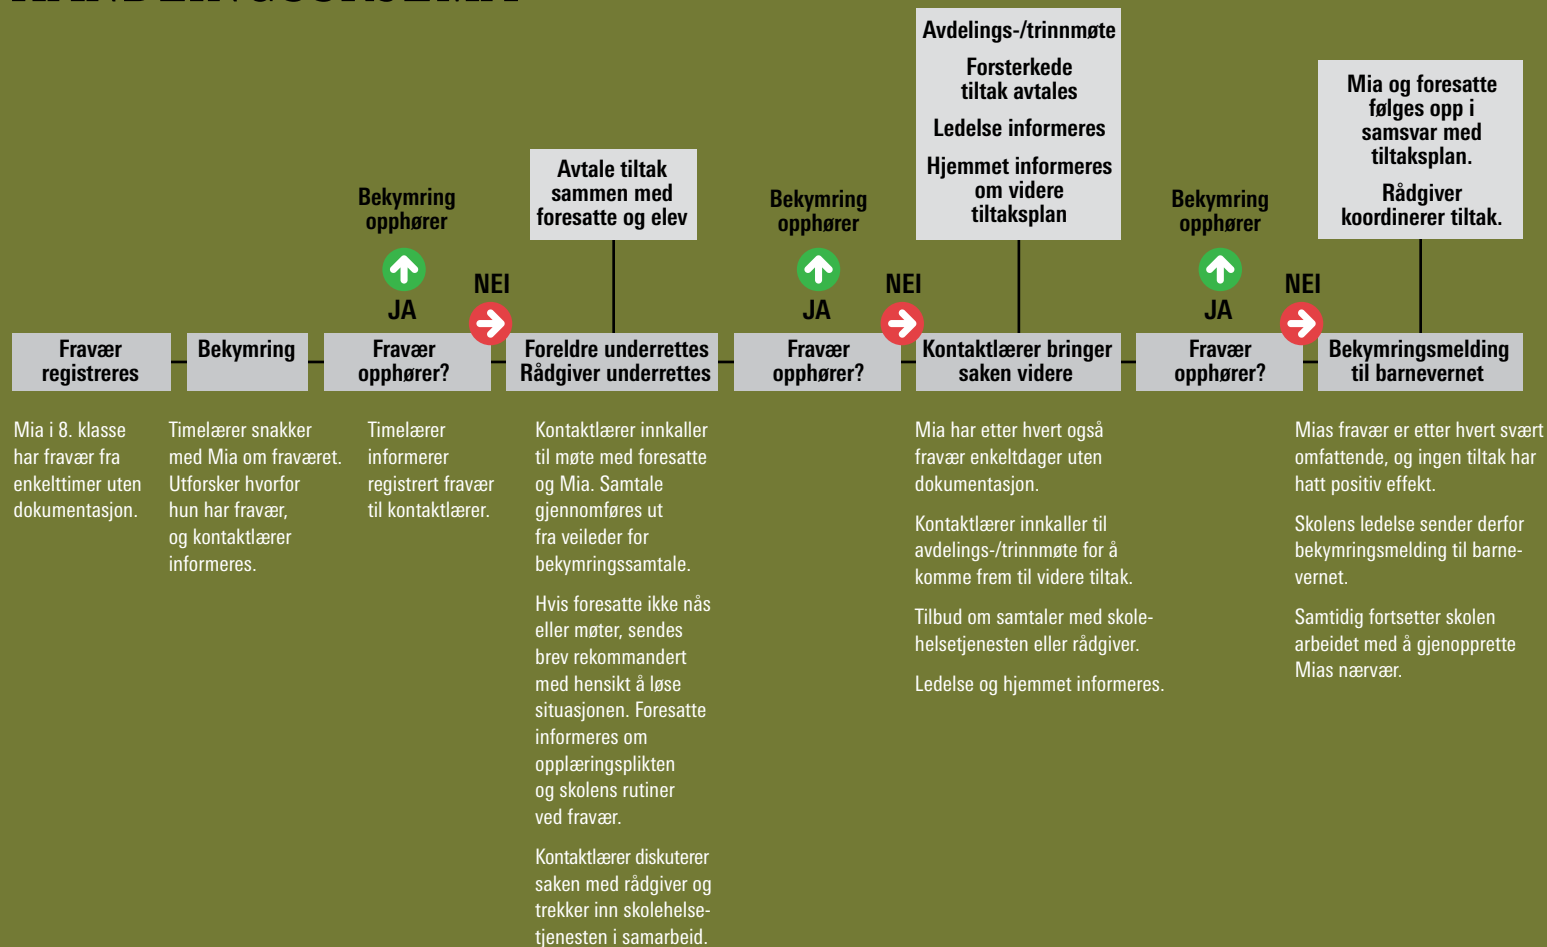 Avdelings-/trinnmøte
Forsterkede
tiltak avtales
Ledelse informeres
Hjemmet informeres
om videre
tiltaksplan
Mia og foresatte
følges opp i
samsvar med
tiltaksplan.
Rådgiver
koordinerer tiltak.
Avtale tiltak
sammen med
foresatte og elev
Bekymring
opphører
JA
NEI
Bekymring
opphører
JA
NEI
Bekymring
opphører
JA
NEI
Fravær
registreres
Bekymring
Fravær
opphører?
Foreldre underrettes
Rådgiver underrettes
Fravær
opphører?
Kontaktlærer bringer
saken videre
Fravær
opphører?
Bekymringsmelding
til barnevernet
Mia i 8. klasse
har fravær fra
enkelttimer uten
dokumentasjon.
Timelærer snakker
med Mia om fraværet.
Utforsker hvorfor
hun har fravær,
og kontaktlærer
informeres.
Timelærer
informerer
registrert fravær
til kontaktlærer.
Kontaktlærer innkaller
til møte med foresatte
og Mia. Samtale
gjennomføres ut
fra veileder for
bekymringssamtale.
Hvis foresatte ikke nås
eller møter, sendes
brev rekommandert
med hensikt å løse
situasjonen. Foresatte
informeres om
opplæringsplikten
og skolens rutiner
ved fravær.
Kontaktlærer diskuterer
saken med rådgiver og
trekker inn skolehelse-
tjenesten i samarbeid.
Mia har etter hvert også
fravær enkeltdager uten
dokumentasjon.
Kontaktlærer innkaller til
avdelings-/trinnmøte for å
komme frem til videre tiltak.
Tilbud om samtaler med skole-
helsetjenesten eller rådgiver.
Ledelse og hjemmet informeres.
Mias fravær er etter hvert svært
omfattende, og ingen tiltak har
hatt positiv effekt.
Skolens ledelse sender derfor
bekymringsmelding til barne-
vernet.
Samtidig fortsetter skolen
arbeidet med å gjenopprette
Mias nærvær.